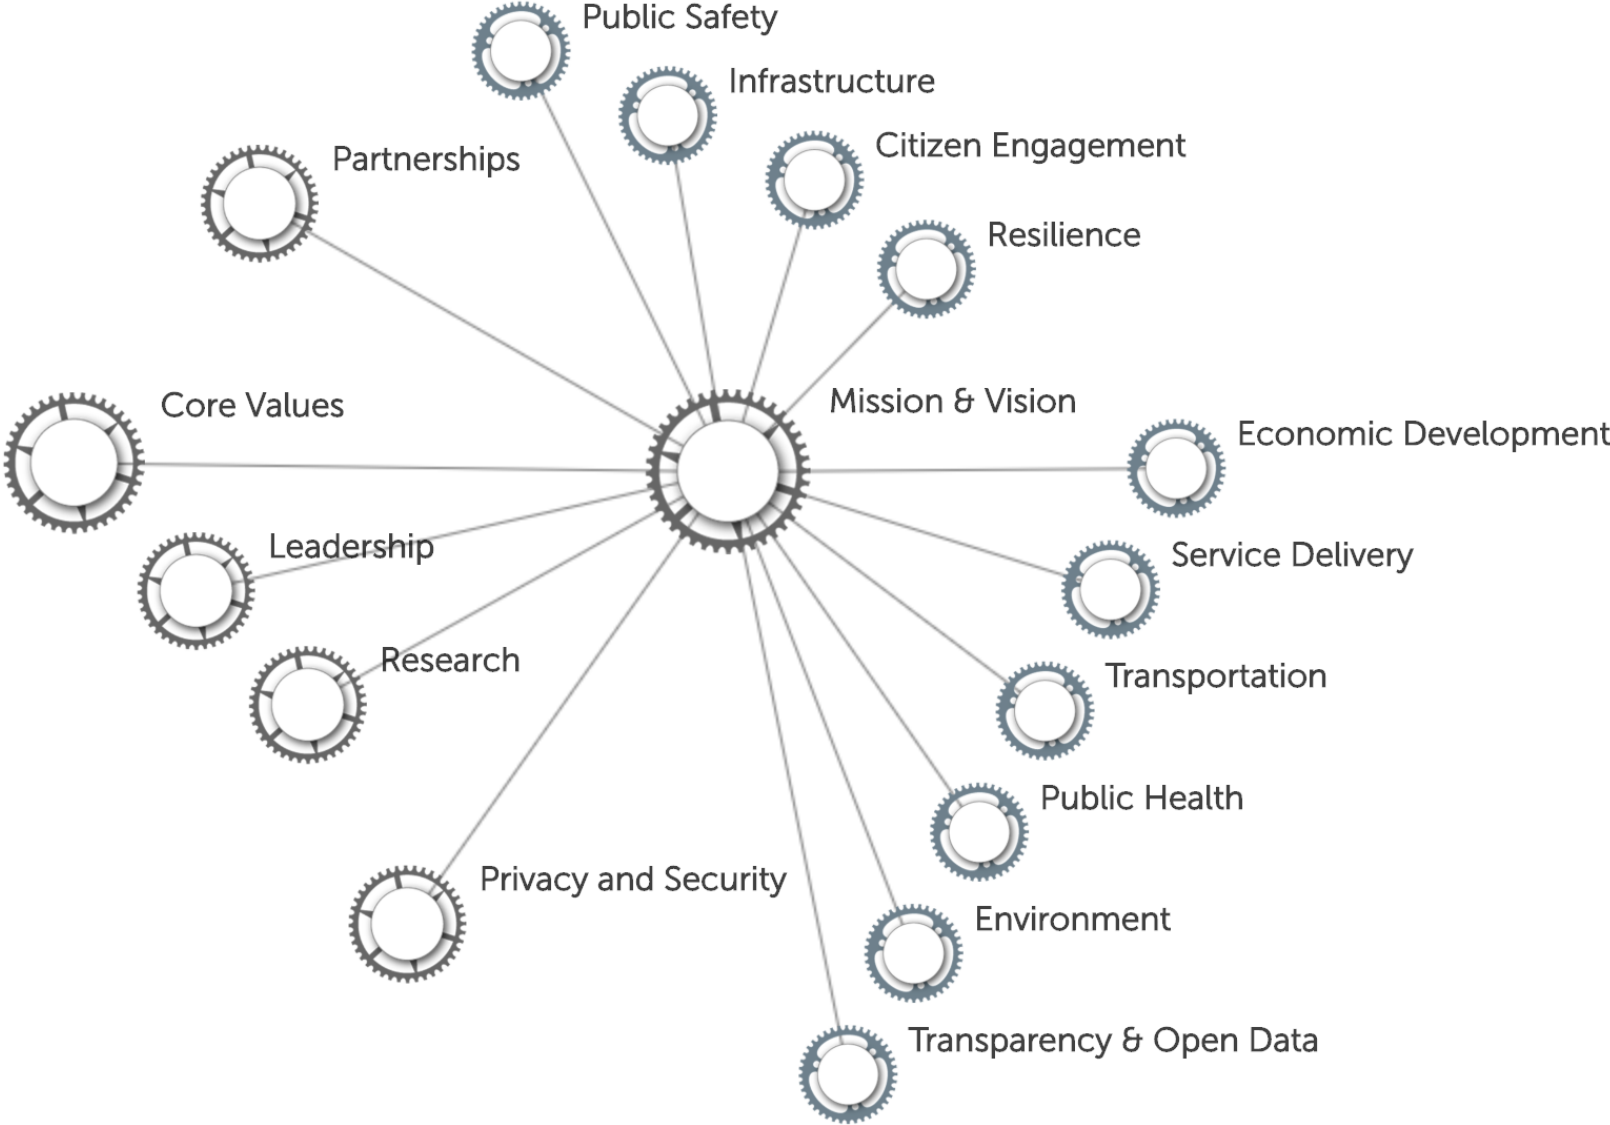 Public Safety
Infrastructure
Citizen Engagement
Partnerships
Resilience
Mission & Vision
Core Values
Economic Development
Leadership
Service Delivery
Research
Transportation
Public Health
Privacy and Security
Environment
Transparency & Open Data